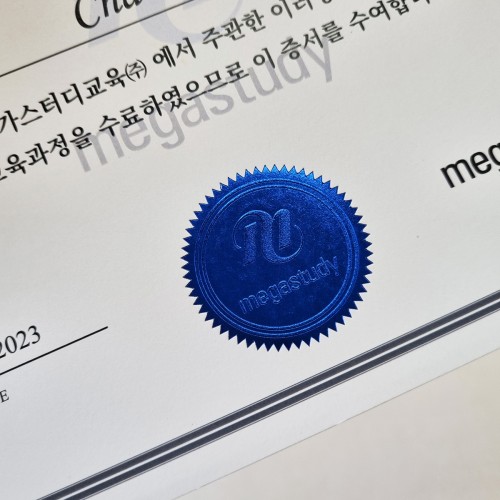 가스터디교육㈜ 에서 주관한 이러
교육과정을 수료하였으므로 이 증서를 수여합
megastudy
megastudy
2023
E